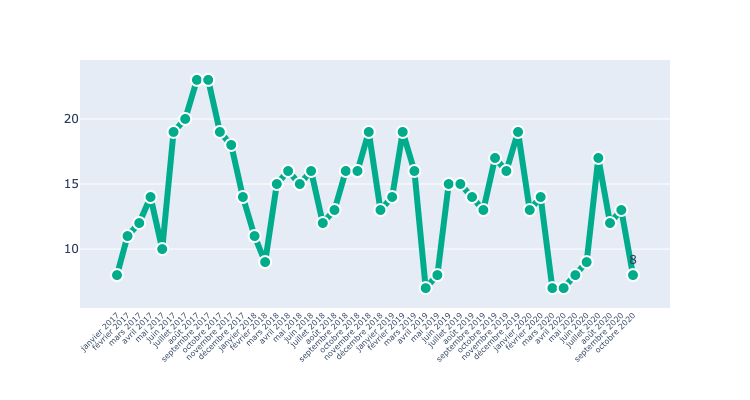 20
15
10
8
janvier 2017
février 2017
mars 2017
avril 2017
mai 2017
juin 2017
juillet 2017
août 2017
septembre 2017
octobre 2017
novembre 2017
décembre 2017
janvier 2018
février 2018
mars 2018
avril 2018
mai 2018
juin 2018
juillet 2018
août 2018
septembre 2018
octobre 2018
novembre 2018
décembre 2018
janvier 2019
février 2019
mars 2019
avril 2019
mai 2019
juin 2019
juillet 2019
août 2019
septembre 2019
octobre 2019
novembre 2019
décembre 2019
janvier 2020
février 2020
mars 2020
avril 2020
mai 2020
juin 2020
juillet 2020
août 2020
septembre 2020
octobre 2020